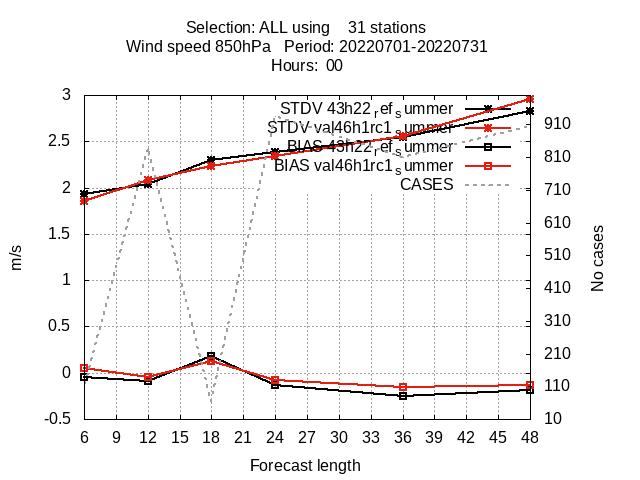 Selection: ALL using 31 stations
Wind speed 850hPa Period: 20220701-20220731
Hours: 00
3
2.5
2
1.5
1
0.5
0
-0.5
m/s
STDV 43h22_ref_summer
STDV val46h1rc1_summer
BIAS 43h22_ref_summer
BIAS val46h1rc1_summer
CASES
910
810
710
610
510
410
310
210
110
10
No cases
6 9 12 15 18 21 24 27 30 33 36 39 42 45 48
Forecast length